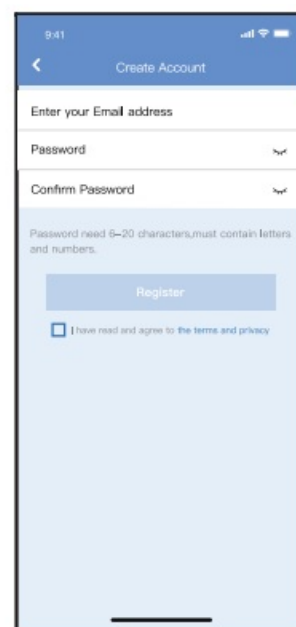 9:41
Create Account
Enter your Email address
Password
Confirm Password
Password need 6–20 characters,must contain letters
and numbers.
Register
I have read and agree to the terms and privacy